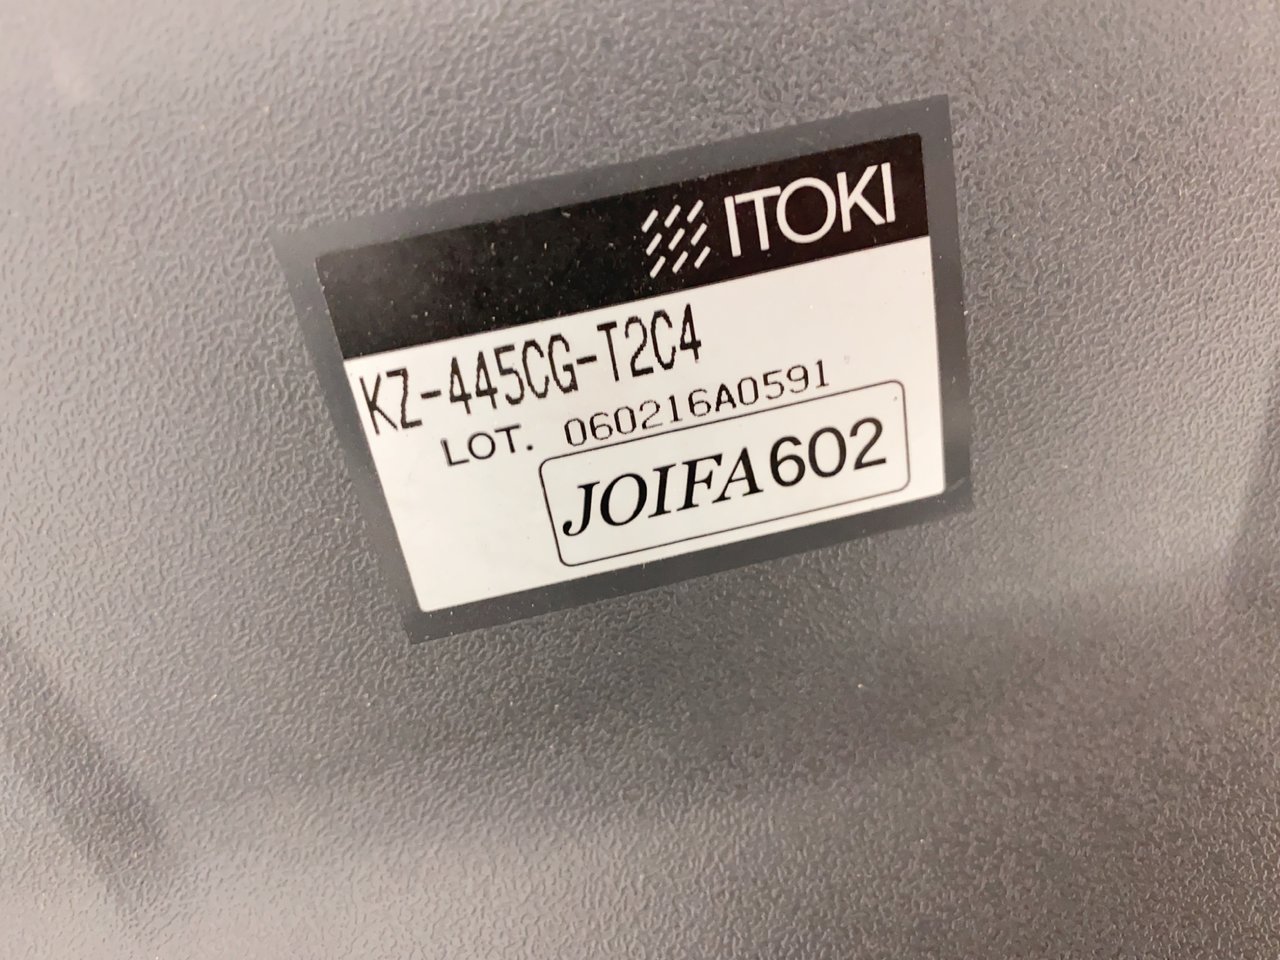 ITOKI
KZ-445CG-T2C4
LOT. 060216A0591
JOIFA602